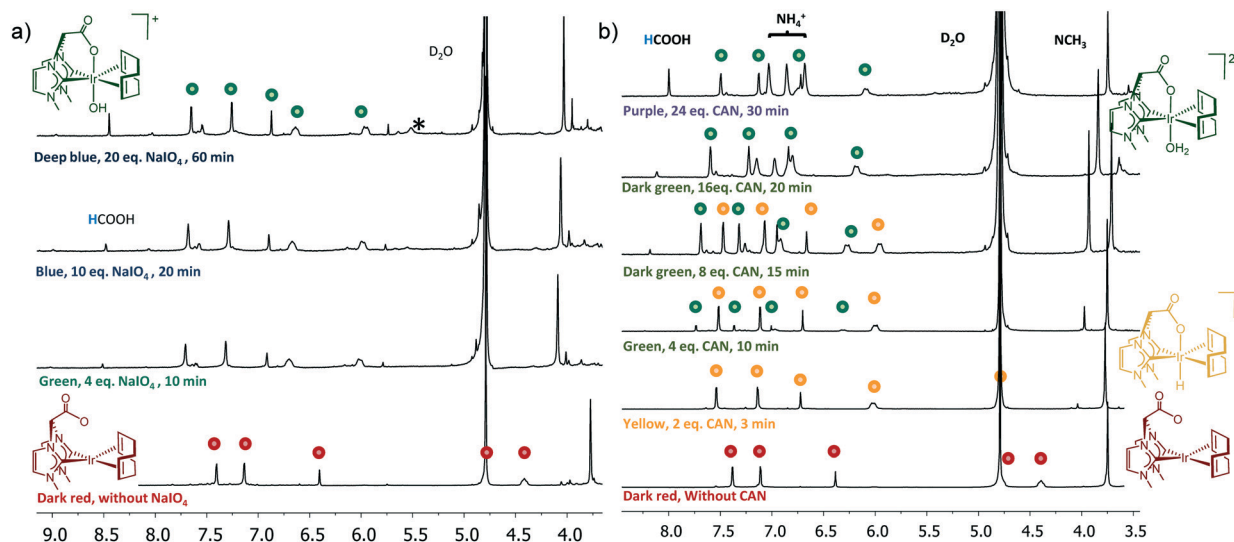 a)
]+
O
O
N
N
N
N
Ir
OH
D2O
*
Deep blue, 20 eq. NaIO4 , 60 min
HCOOH
Blue, 10 eq. NaIO4 , 20 min
Green, 4 eq. NaIO4 , 10 min
O
O
N
N
N
N
Ir
Dark red, without NaIO4
9.0 8.5 8.0 7.5 7.0 6.5 6.0 5.5 5.0 4.5 4.0
b)
HCOOH
NH4+
D2O
NCH3
]2
O
O
N
N
N
N
Ir
OH2
Purple, 24 eq. CAN, 30 min
Dark green, 16eq. CAN, 20 min
Dark green, 8 eq. CAN, 15 min
Green, 4 eq. CAN, 10 min
O
O
N
N
N
N
Ir
H
Yellow, 2 eq. CAN, 3 min
O
O
N
N
N
N
Ir
Dark red, Without CAN
8.0 7.5 7.0 6.5 6.0 5.5 5.0 4.5 4.0 3.5